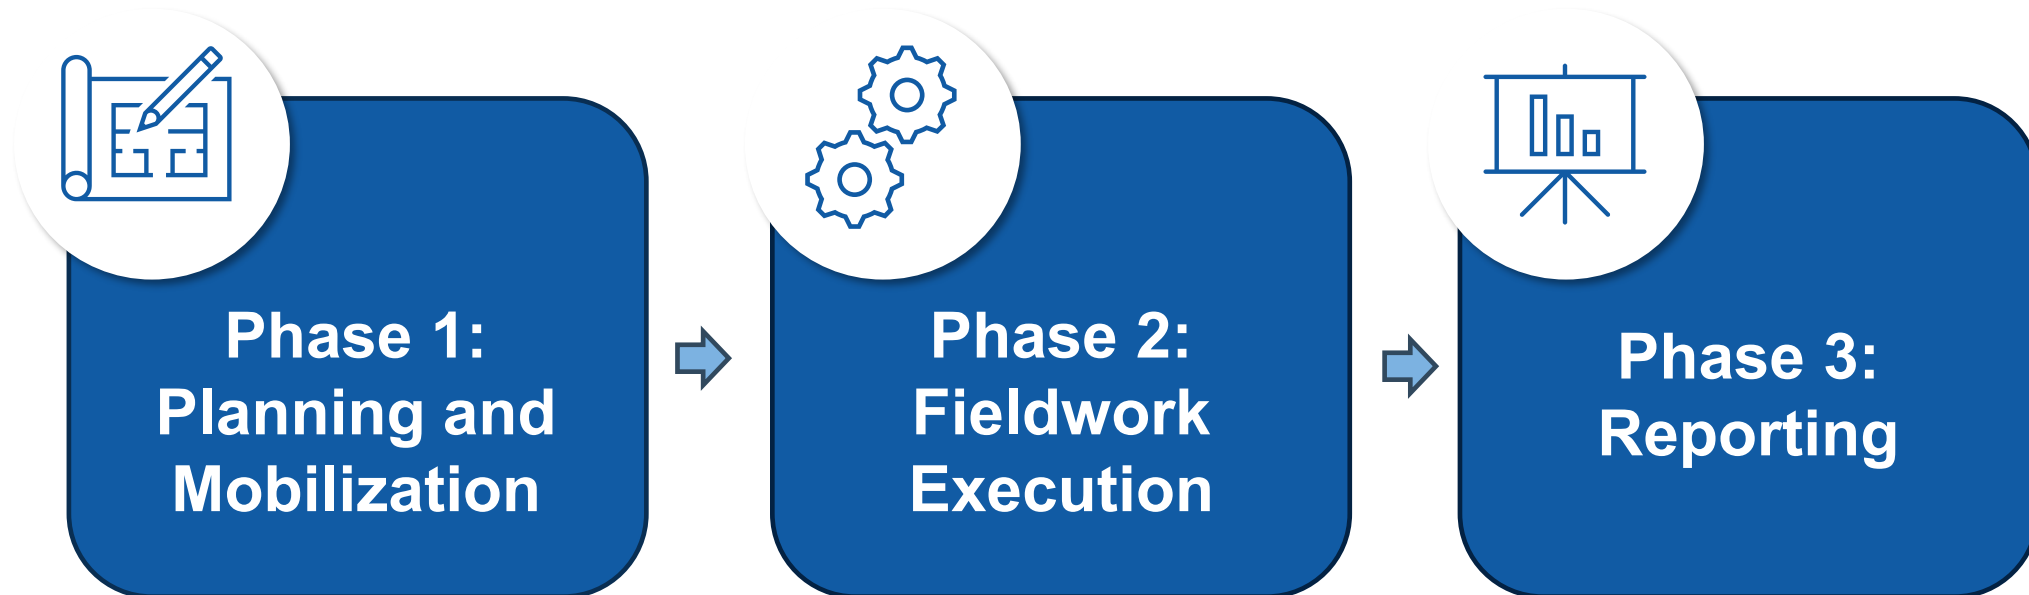 Phase 1:
Planning and
Mobilization
Phase 2:
Fieldwork
Execution
Phase 3:
Reporting